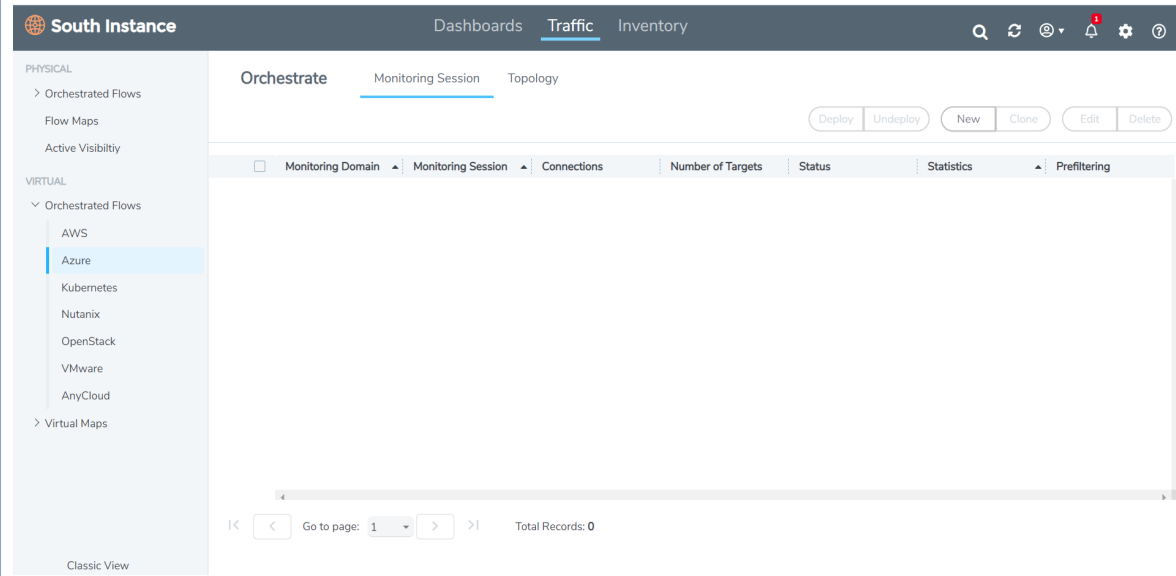 South Instance
Dashboards Traffic Inventory
1
PHYSICAL
Orchestrated Flows
Flow Maps
Active Visibiltiy
VIRTUAL
Orchestrated Flows
AWS
Azure
Kubernetes
Nutanix
OpenStack
VMware
AnyCloud
Virtual Maps
Classic View
Orchestrate Monitoring Session Topology
Deploy Undeploy New Clone Edit Delete
Monitoring Domain Monitoring Session Connections Number of Targets Status Statistics Prefiltering
Go to page: 1 Total Records: 0